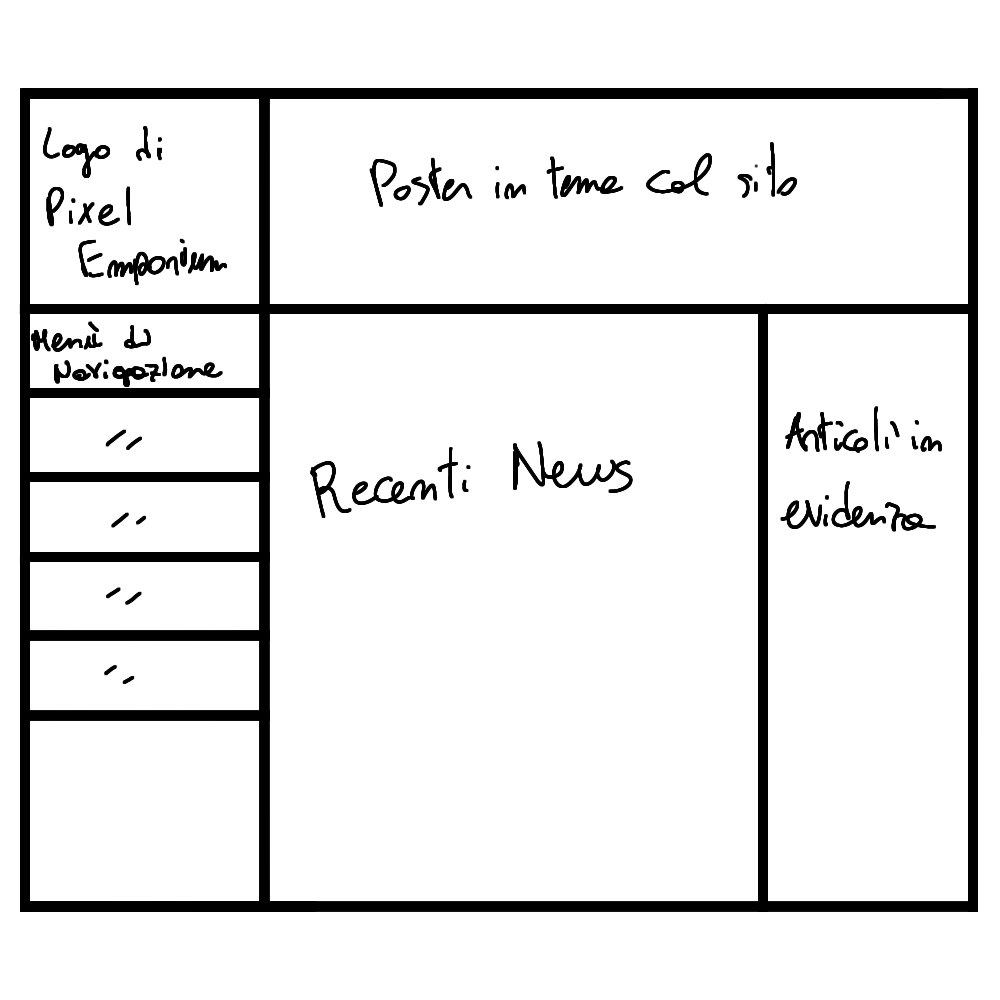 Logo di
Pixel
Emporium
Poster in tema col sito
Menù di
Navigazione
Recenti News
Articoli in
evidenza